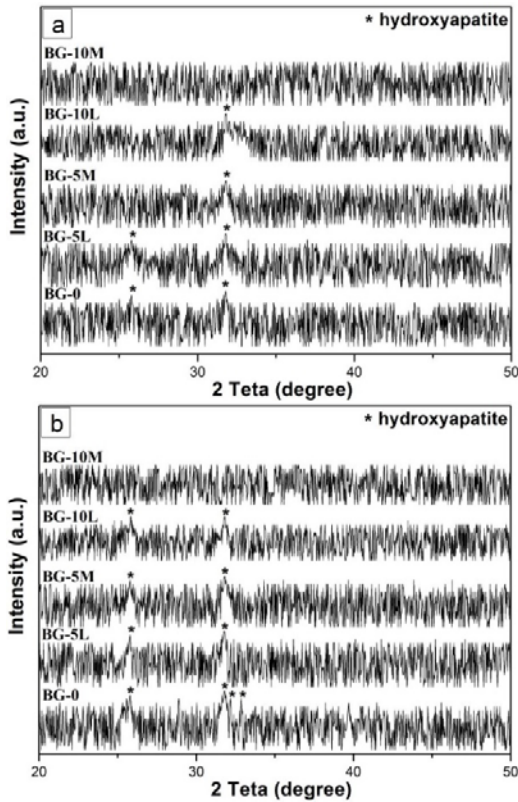 a
* hydroxyapatite
BG-10M
*
BG-10L
*
BG-5M
* *
BG-5L
* *
BG-0
Intensity (a.u.)
20 30 40 50
2 Teta (degree)
b
* hydroxyapatite
BG-10M
* *
BG-10L
* *
BG-5M
* *
BG-5L
* * * *
BG-0
Intensity (a.u.)
20 30 40 50
2 Teta (degree)